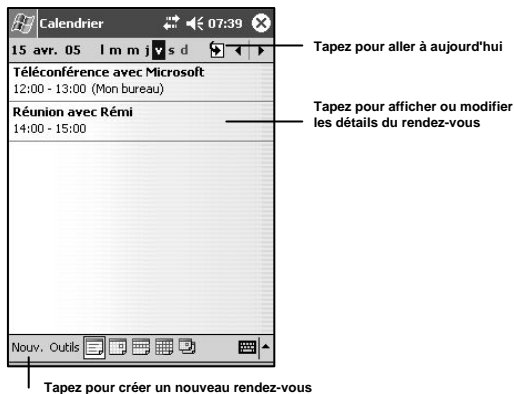 Calendrier 07:39
15 avr. 05 l m m j v s d
Tapez pour aller à aujourd'hui
Téléconférence avec Microsoft
12:00 - 13:00 (Mon bureau)
Réunion avec Rémi
14:00 - 15:00
Tapez pour afficher ou modifier
les détails du rendez-vous
Nouv. Outils
Tapez pour créer un nouveau rendez-vous